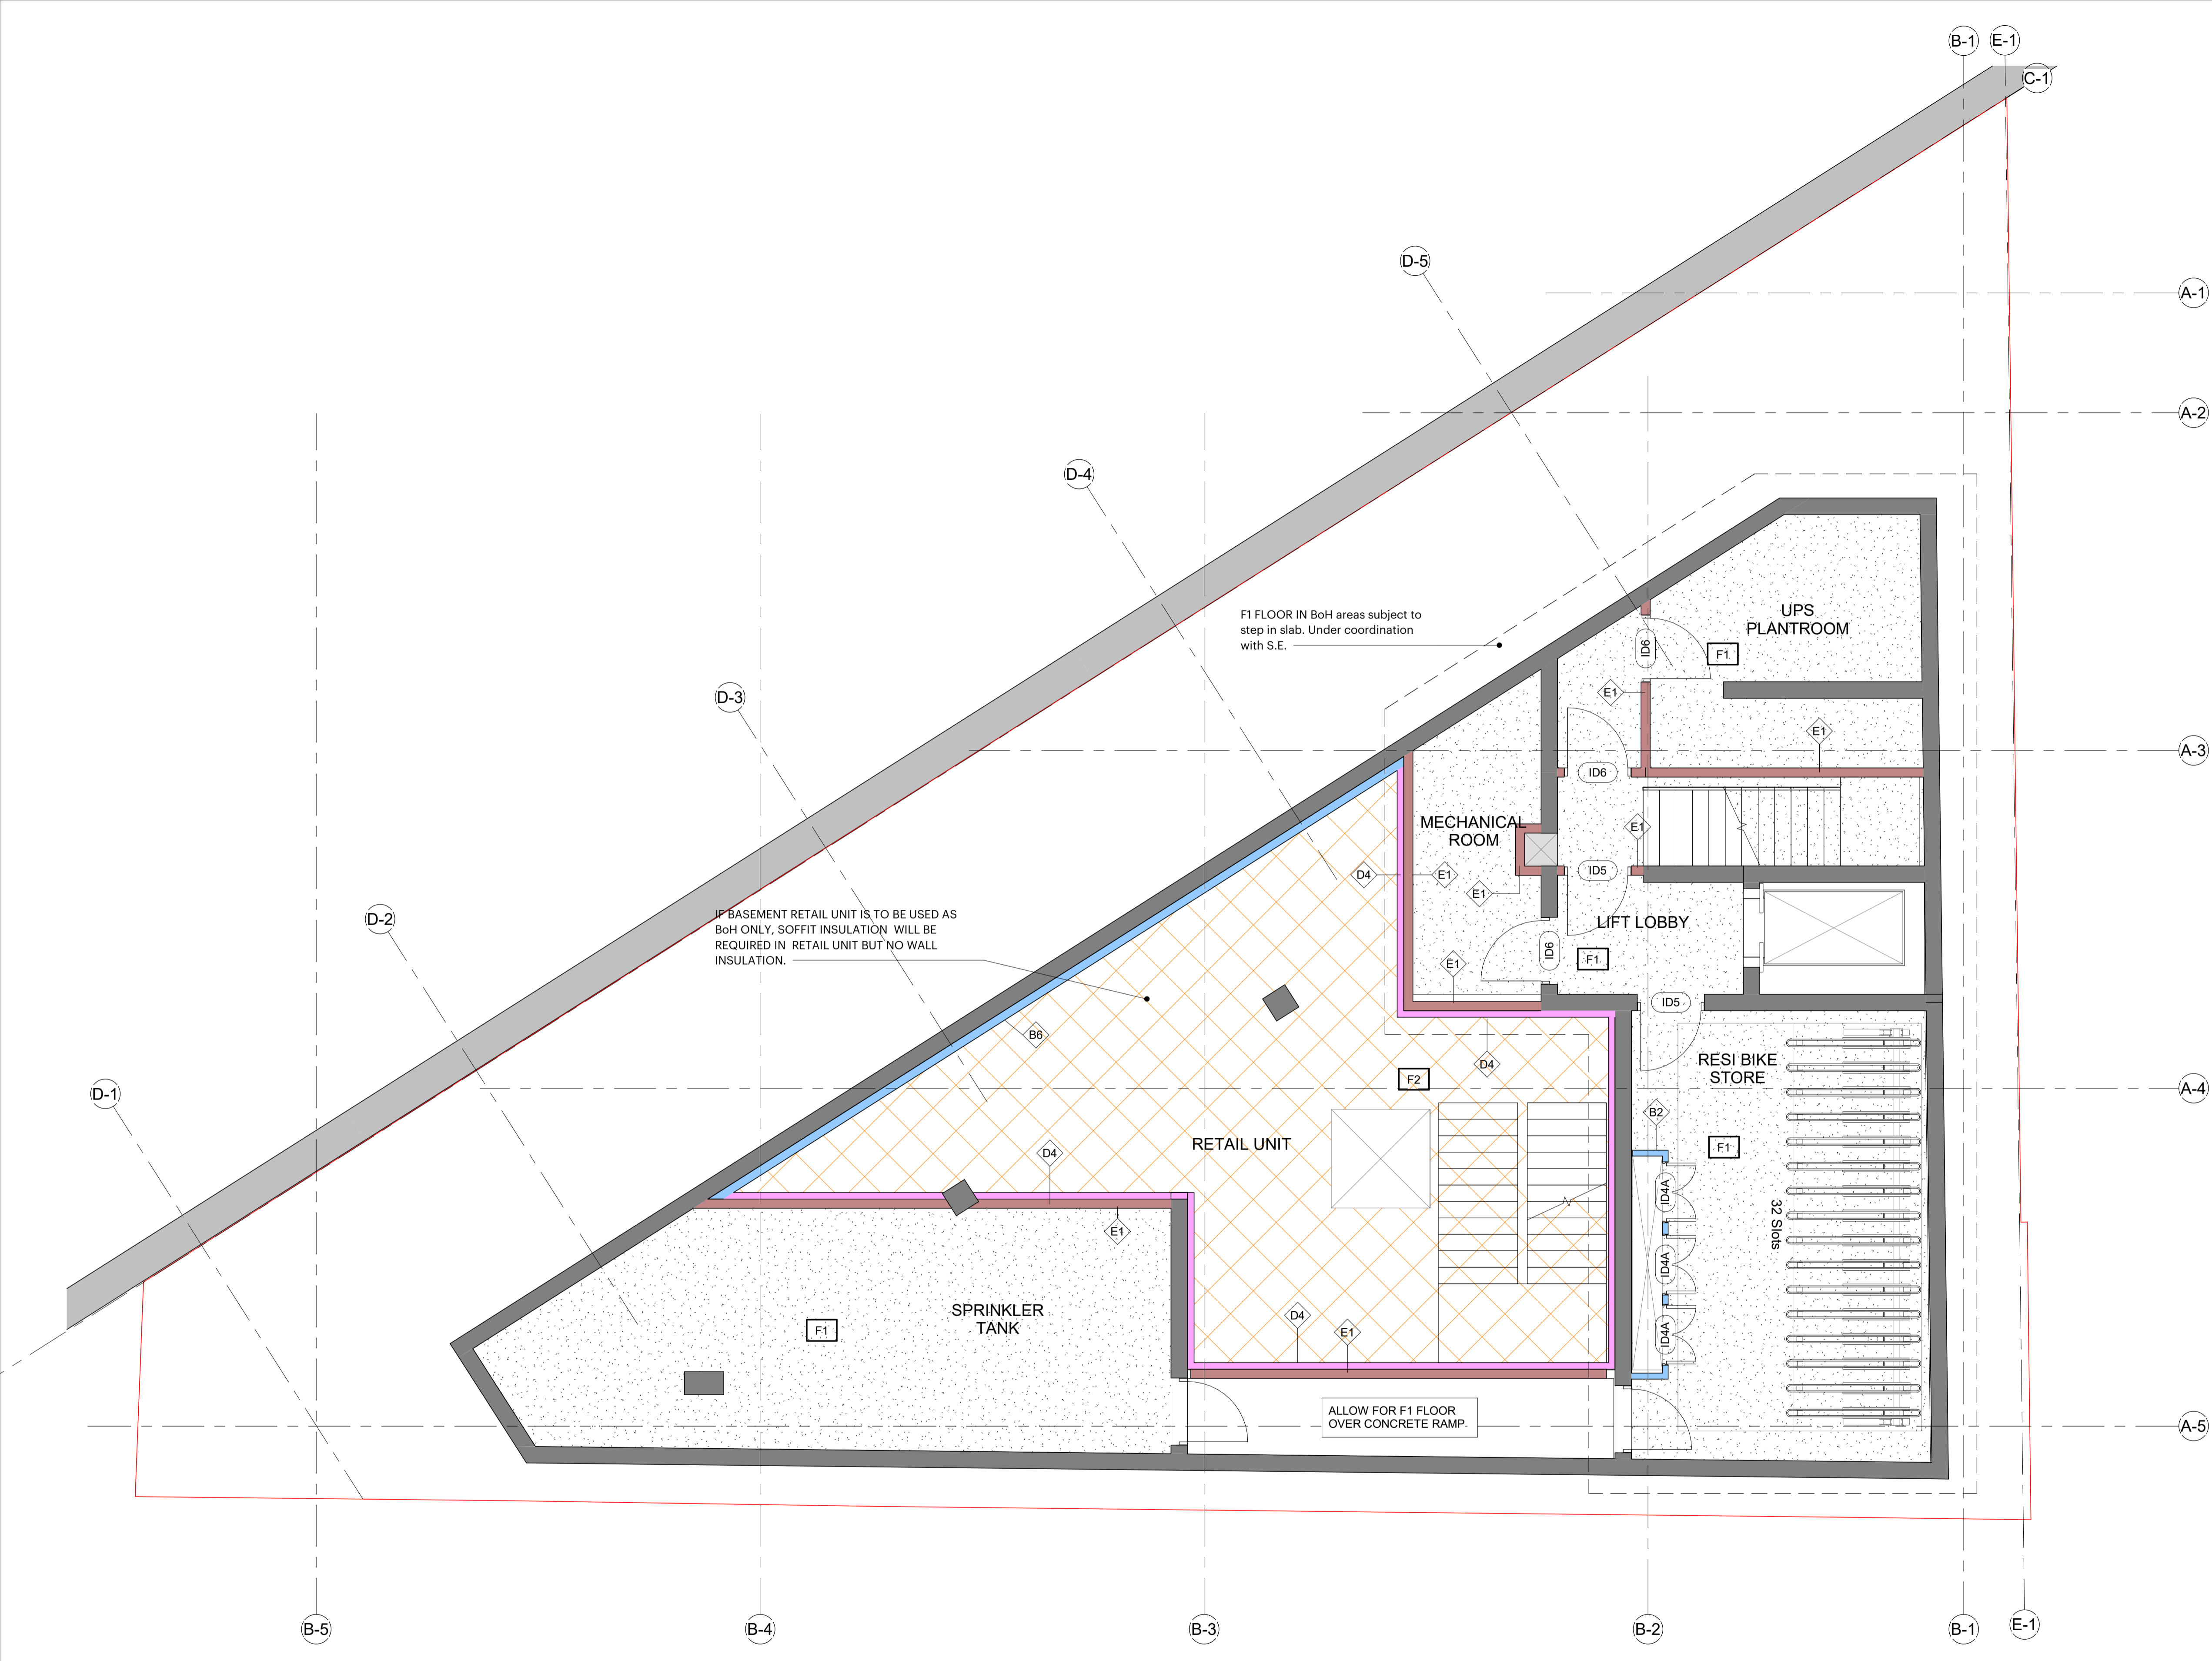 B-1
E-1
C-1
D-5
A-1
A-2
D-4
F1 FLOOR IN BoH areas subject to
step in slab. Under coordination
with S.E.
UPS
PLANTROOM
ID6
F1
E1
D-3
E1
A-3
ID6
MECHANICAL
ROOM
E1
D4
E1
ID5
E1
D-2
IF BASEMENT RETAIL UNIT IS TO BE USED AS
BoH ONLY, SOFFIT INSULATION WILL BE
REQUIRED IN RETAIL UNIT BUT NO WALL
INSULATION.
LIFT LOBBY
ID6
F1
E1
ID5
B6
D4
RESI BIKE
STORE
F2
D-1
A-4
B2
RETAIL UNIT
D4
F1
ID4A
32 Slots
E1
ID4A
SPRINKLER
TANK
F1
D4
E1
ID4A
ALLOW FOR F1 FLOOR
OVER CONCRETE RAMP
A-5
B-5
B-4
B-3
B-2
B-1
E-1